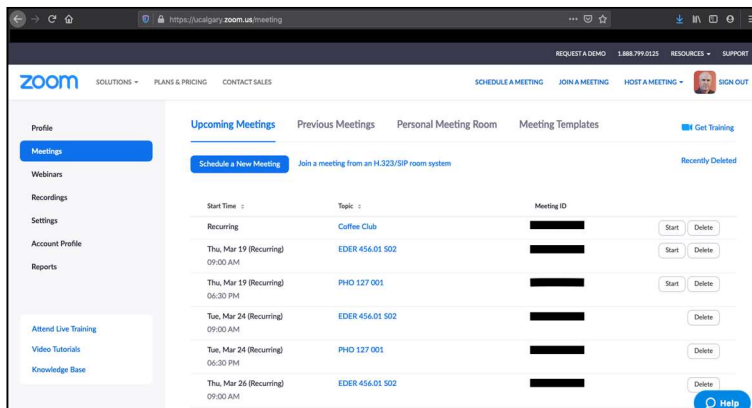 https://ucalgary.zoom.us/meeting
REQUEST A DEMO 1.888.799.0125 RESOURCES SUPPORT
zoom SOLUTIONS PLANS & PRICING CONTACT SALES SCHEDULE A MEETING JOIN A MEETING HOST A MEETING SIGN OUT
Profile
Meetings
Webinars
Recordings
Settings
Account Profile
Reports
Attend Live Training
Video Tutorials
Knowledge Base
Upcoming Meetings Previous Meetings Personal Meeting Room Meeting Templates Get Training
Schedule a New Meeting Join a meeting from an H.323/SIP room system Recently Deleted
Start Time Topic Meeting ID
Recurring Coffee Club Start Delete
Thu, Mar 19 (Recurring) EDER 456.01 S02 Start Delete
09:00 AM
Thu, Mar 19 (Recurring) PHO 127 001 Start Delete
06:30 PM
Tue, Mar 24 (Recurring) EDER 456.01 S02 Delete
09:00 AM
Tue, Mar 24 (Recurring) PHO 127 001 Delete
06:30 PM
Thu, Mar 26 (Recurring) EDER 456.01 S02 Delete
09:00 AM
Help